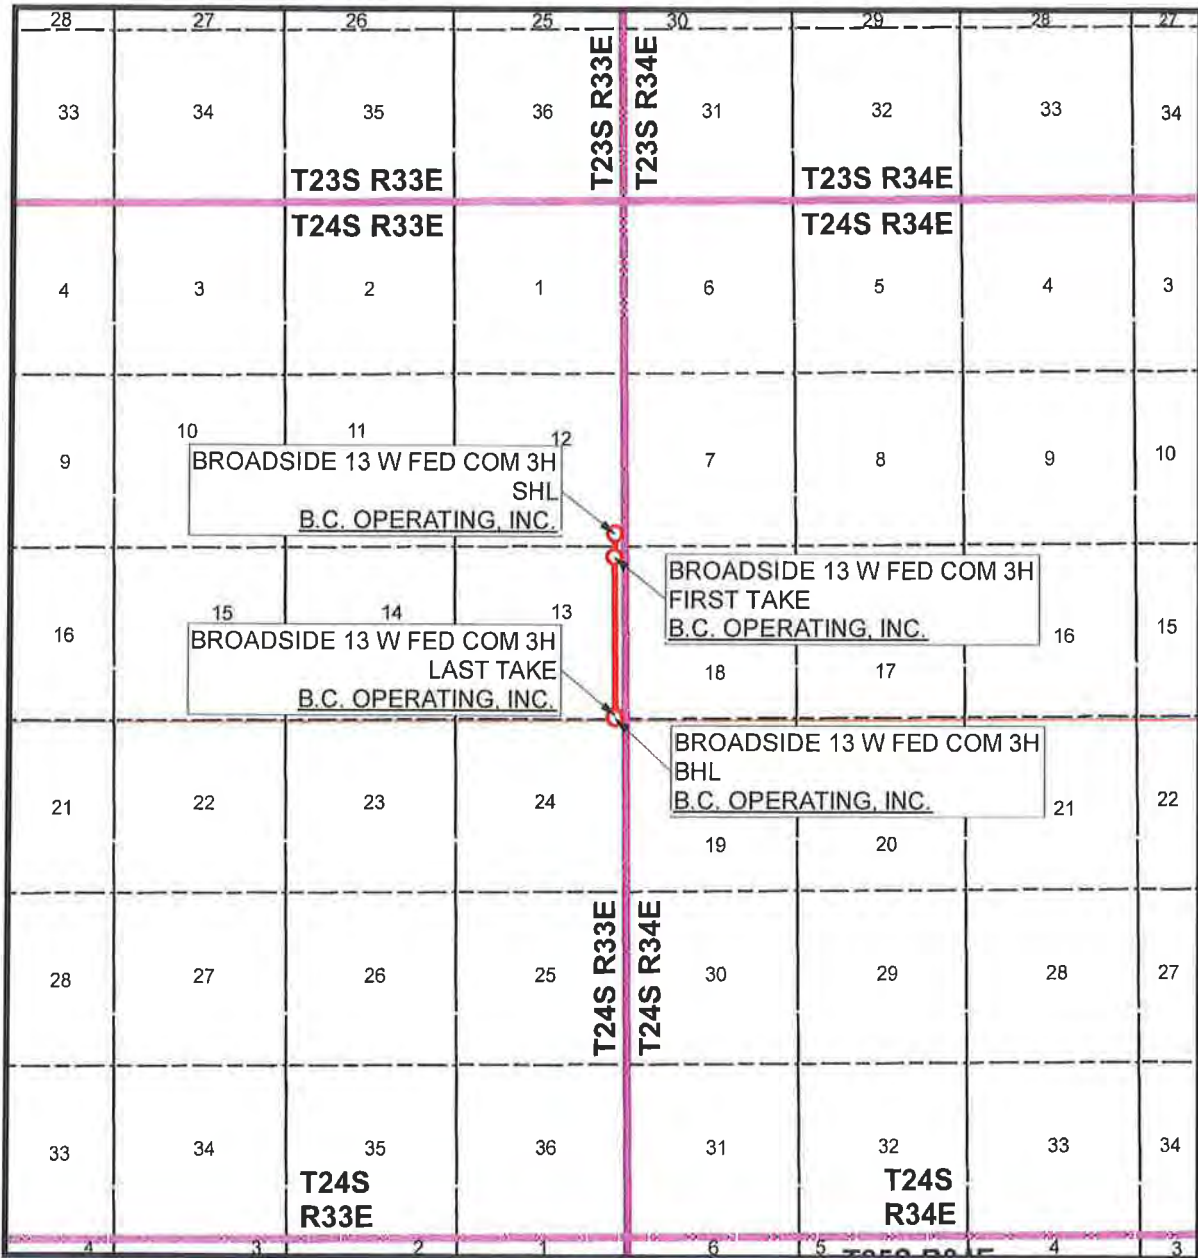 28 27 26 25 30 29 28 27
T23S R33E
T23S R34E
33 34 35 36 31 32 33 34
T23S R33E T23S R34E
T24S R33E T24S R34E
4 3 2 1 6 5 4 3
10 11 12
9 7 8 9 10
BROADSIDE 13 W FED COM 3H
SHL
B.C. OPERATING, INC.
BROADSIDE 13 W FED COM 3H
FIRST TAKE
B.C. OPERATING, INC.
15 14 13
16 16 15
BROADSIDE 13 W FED COM 3H
LAST TAKE
B.C. OPERATING, INC.
18 17
BROADSIDE 13 W FED COM 3H
BHL
B.C. OPERATING, INC.
21 22 23 24 21 22
19 20
T24S R33E
T24S R34E
28 27 26 25 30 29 28 27
33 34 35 36 31 32 33 34
T24S
R33E
T24S
R34E
4 3 2 1 6 5 4 3